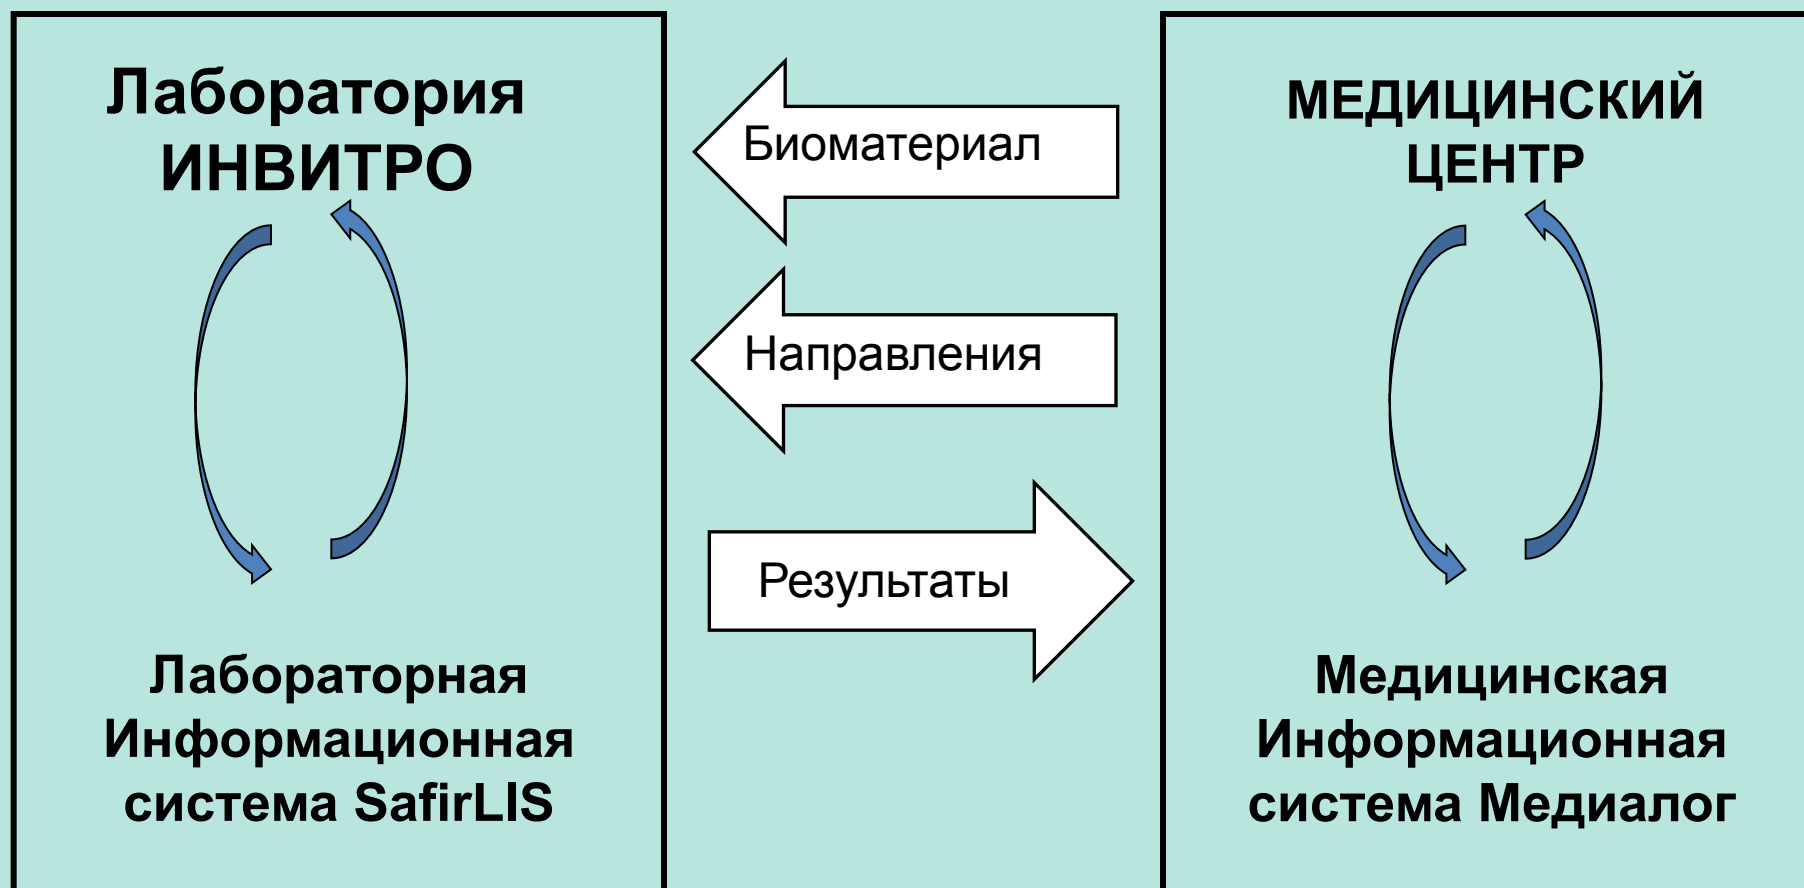 Лаборатория
ИНВИТРО
Лабораторная
Информационная
система SafirLIS
Биоматериал
Направления
Результаты
МЕДИЦИНСКИЙ
ЦЕНТР
Медицинская
Информационная
система Медиалог